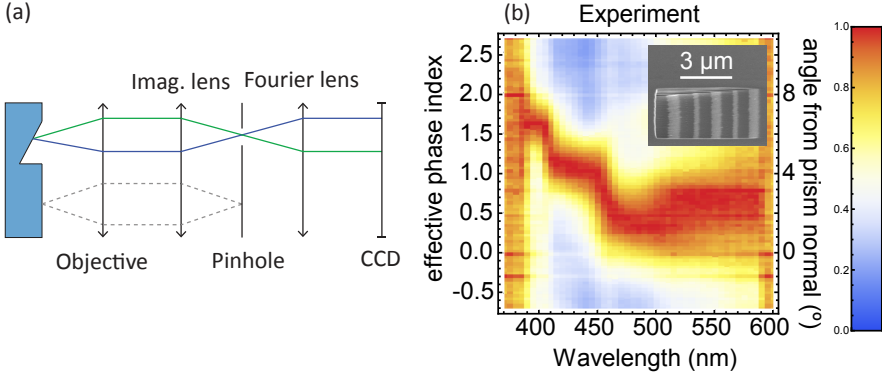 (a)
Imag. lens
Fourier lens
Objective
Pinhole
CCD
(b)
Experiment
effective phase index
2.5
2.0
1.5
1.0
0.5
0.0
-0.5
3 µm
8
4
0
angle from prism normal (º)
400
450
500
550
600
Wavelength (nm)
1.0
0.8
0.6
0.4
0.2
0.0